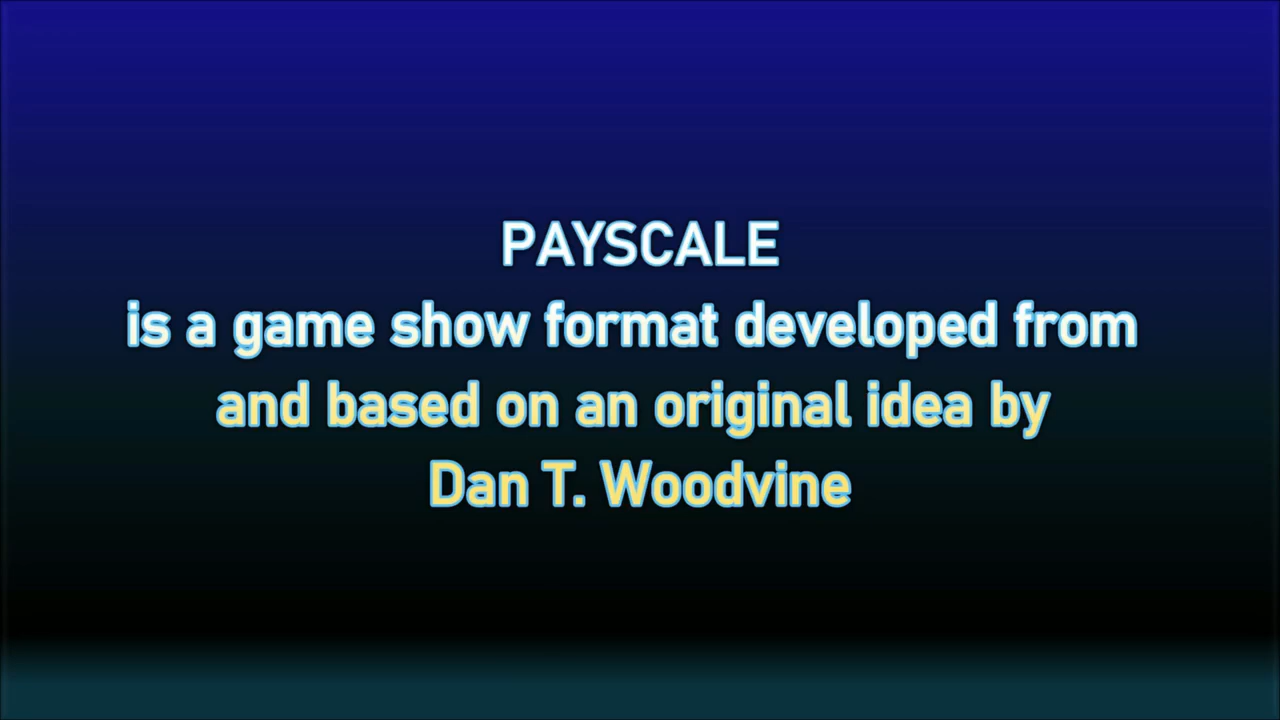 PAYSCALE
is a game show format developed from
and based on an original idea by
Dan T. Woodvine